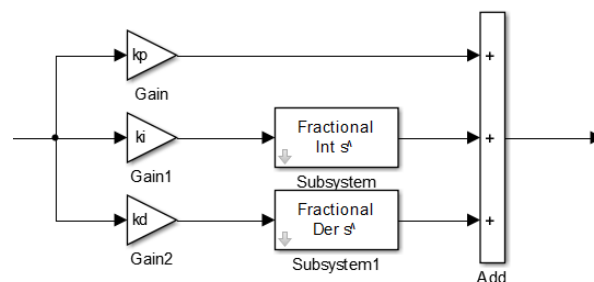 kp
+
Gain
ki
Fractional
Int s^
+
Gain1
Subsystem
kd
Fractional
Der s^
+
Gain2
Subsystem1
Add